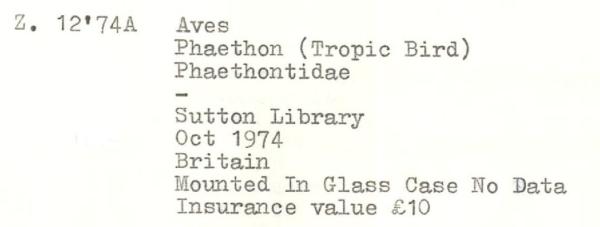 Z. 12'74A Aves
Phaethon (Tropic Bird)
Phaethontidae
-
Sutton Library
Oct 1974
Britain
Mounted In Glass Case No Data
Insurance value £10